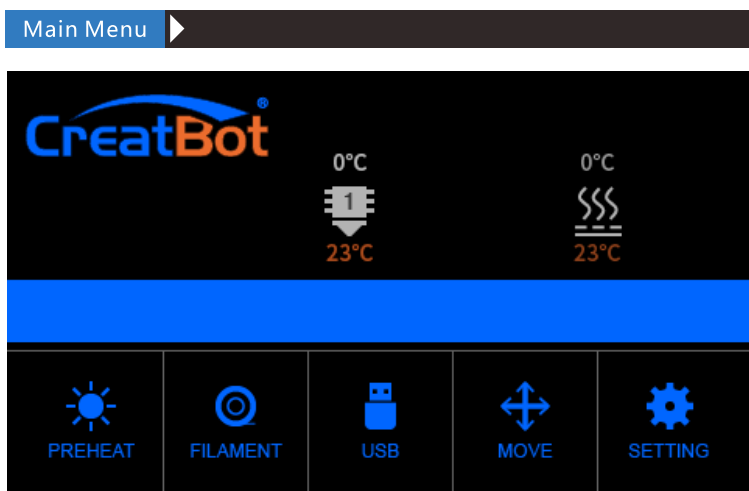 Main Menu
CreatBot®
0°C
0°C
1
23°C
23°C
PREHEAT
FILAMENT
USB
MOVE
SETTING